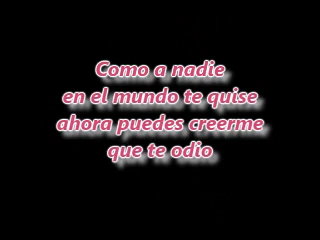 Como a nadie
en el mundo te quise
ahora puedes creerme
que te odio